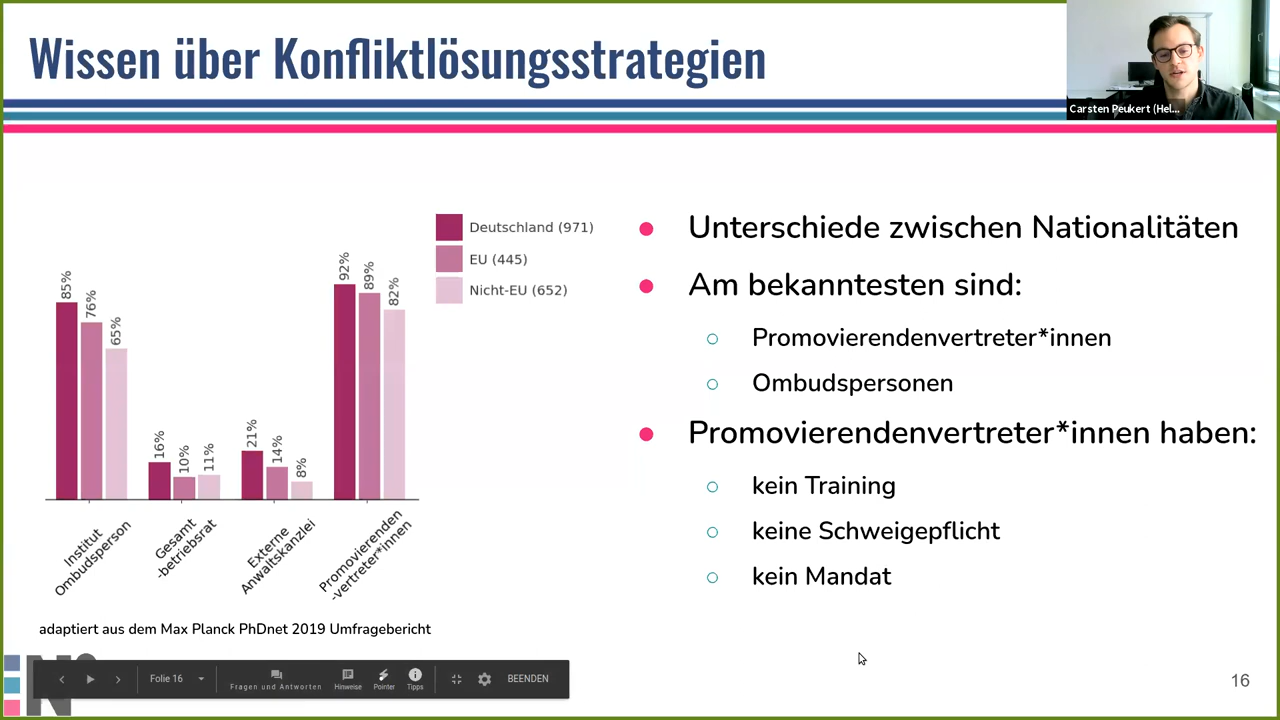 Wissen über Konfliktlösungsstrategien
Carsten Peukert (Hel...
Deutschland (971)
EU (445)
Nicht-EU (652)
85%
76%
65%
16%
10%
11%
21%
14%
8%
92%
89%
82%
Institut
Ombudsperson
Gesamt
-betriebsrat
Externe
Anwaltskanzlei
Promovierenden
-vertreter*innen
adaptiert aus dem Max Planck PhDnet 2019 Umfragebericht
Unterschiede zwischen Nationalitäten
Am bekanntesten sind:
Promovierendenvertreter*innen
Ombudspersonen
Promovierendenvertreter*innen haben:
kein Training
keine Schweigepflicht
kein Mandat
N
Folie 16
Fragen und Antworten
Hinweise
Pointer
Tipps
BEENDEN
16